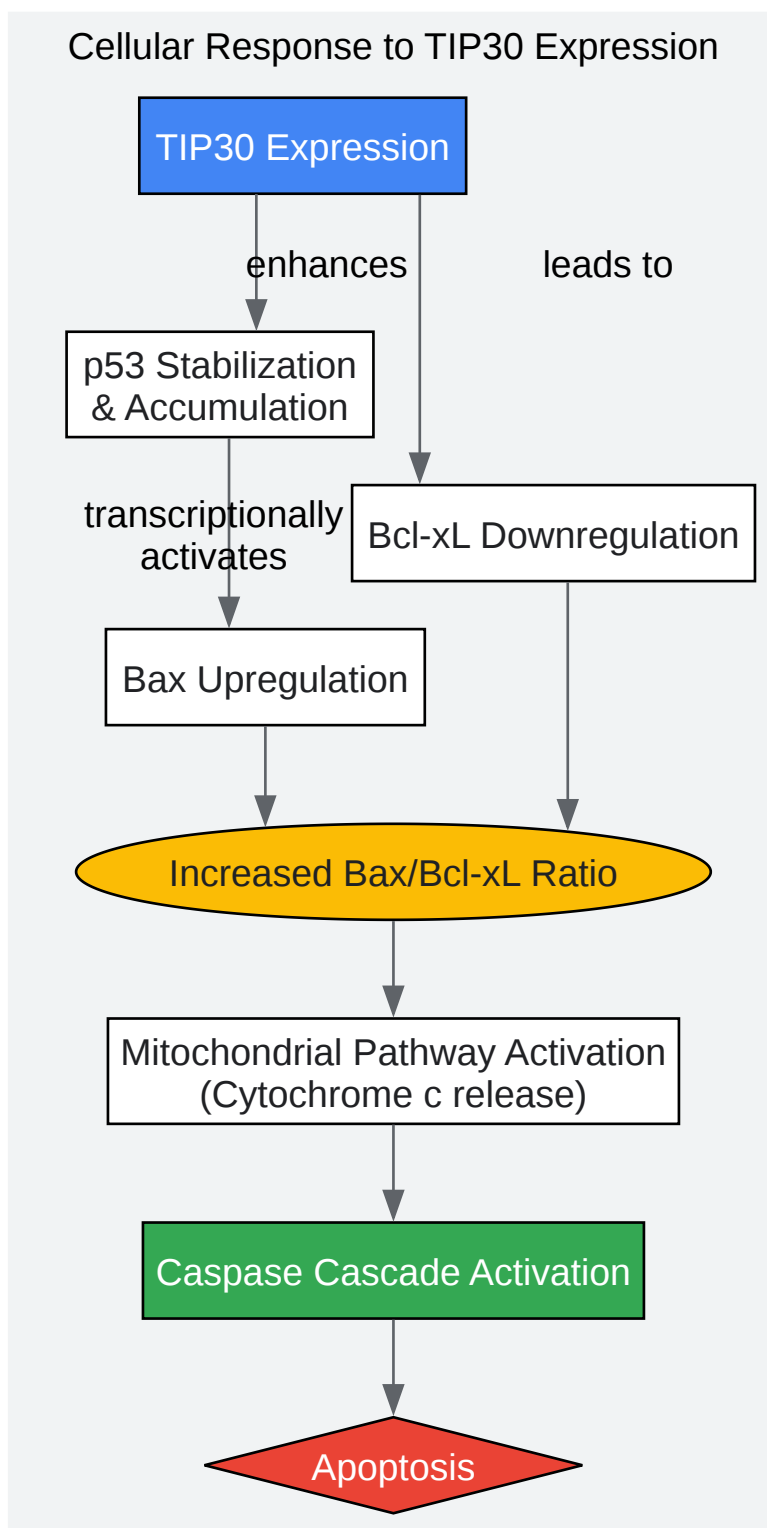 Cellular Response to TIP30 Expression
TIP30 Expression
enhances
leads to
p53 Stabilization
& Accumulation
transcriptionally
activates
Bcl-xL Downregulation
Bax Upregulation
Increased Bax/Bcl-xL Ratio
Mitochondrial Pathway Activation
(Cytochrome c release)
Caspase Cascade Activation
Apoptosis